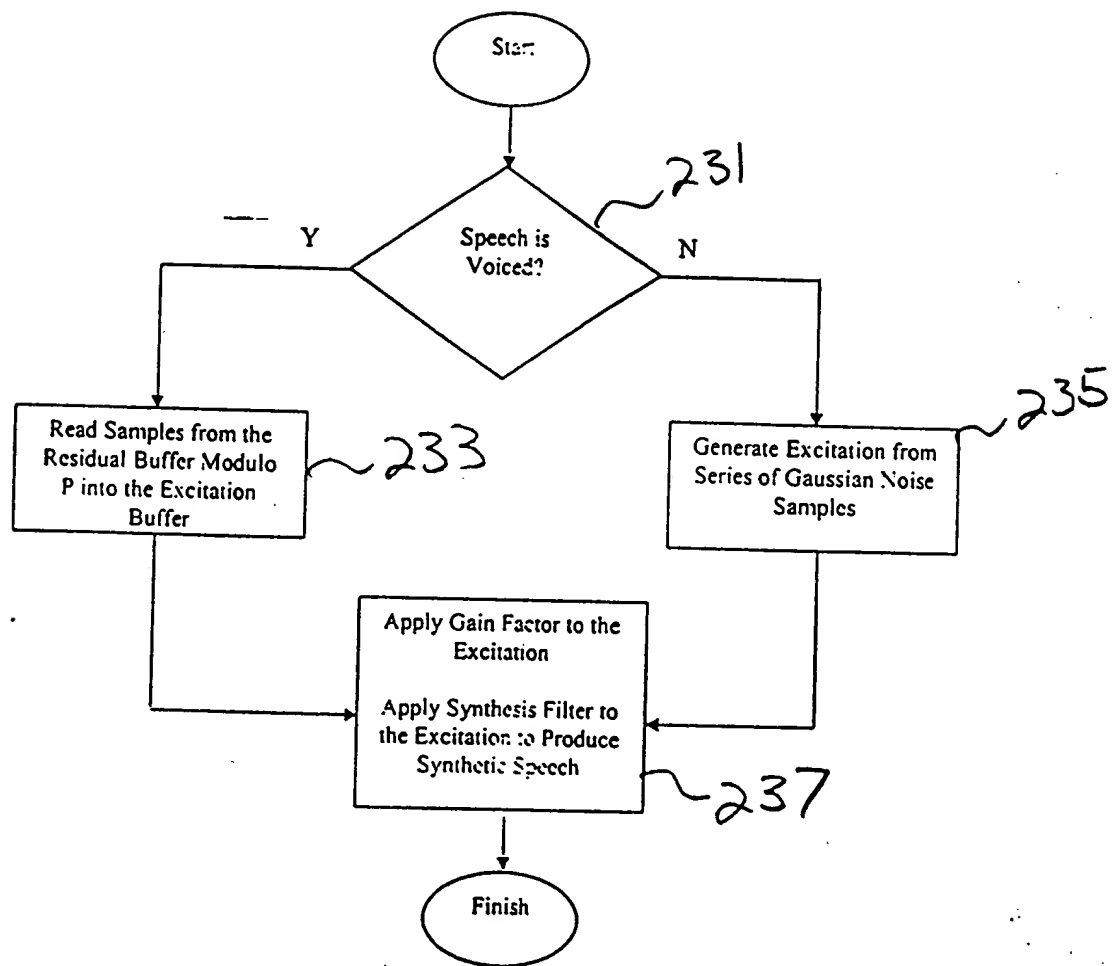 Start
231
Y
Speech is
Voiced?
N
Read Samples from the
Residual Buffer Modulo
P into the Excitation
Buffer
233
235
Generate Excitation from
Series of Gaussian Noise
Samples
Apply Gain Factor to the
Excitation
Apply Synthesis Filter to
the Excitation to Produce
Synthetic Speech
237
Finish